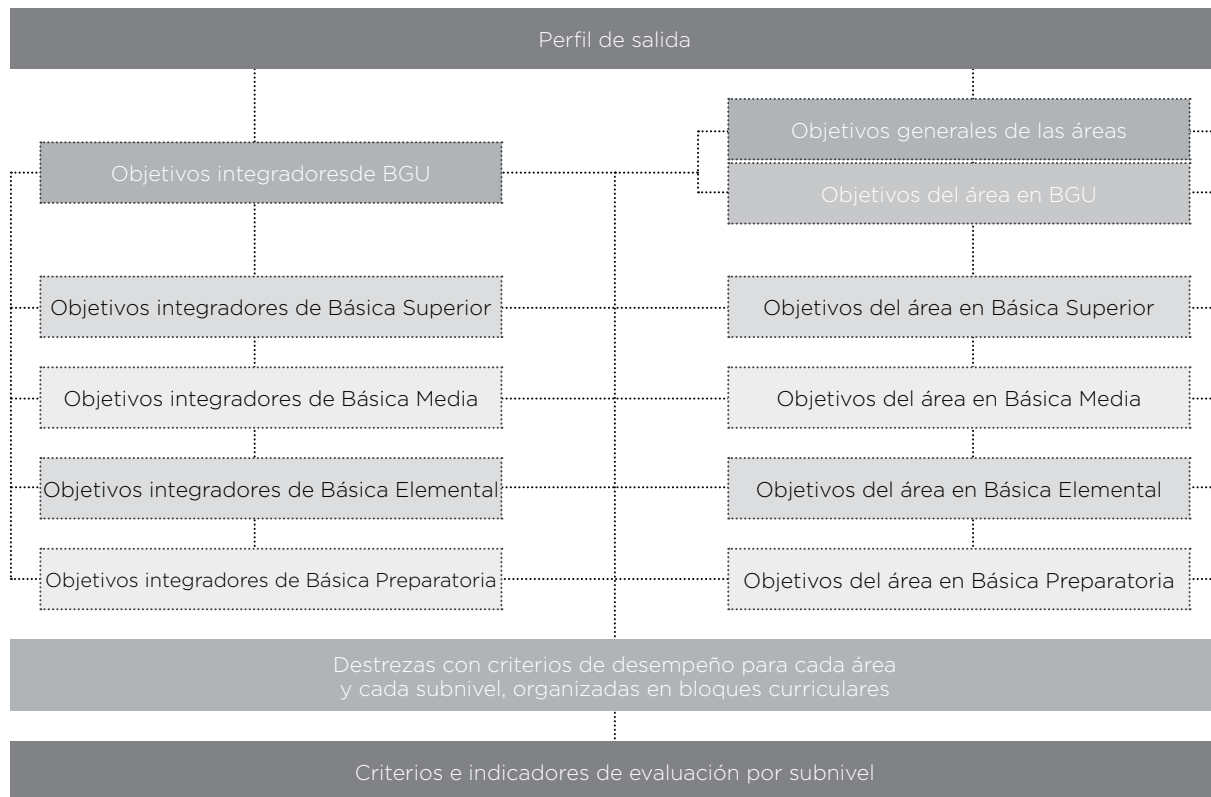 Perfil de salida
Objetivos generales de las áreas
Objetivos integradoresde BGU
Objetivos del área en BGU
Objetivos integradores de Básica Superior
Objetivos del área en Básica Superior
Objetivos integradores de Básica Media
Objetivos del área en Básica Media
Objetivos integradores de Básica Elemental
Objetivos del área en Básica Elemental
Objetivos integradores de Básica Preparatoria
Objetivos del área en Básica Preparatoria
Destrezas con criterios de desempeño para cada área
y cada subnivel, organizadas en bloques curriculares
Criterios e indicadores de evaluación por subnivel